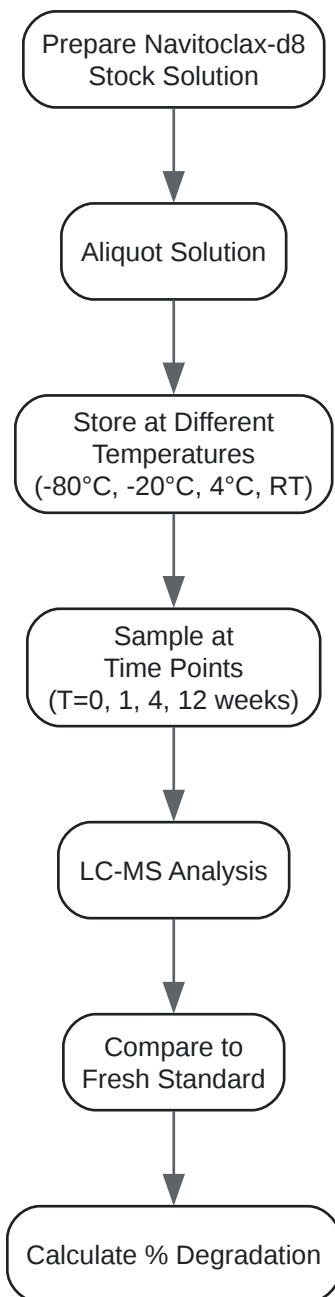 Prepare Navitoclax-d8
Stock Solution
Aliquot Solution
Store at Different
Temperatures
(-80°C, -20°C, 4°C, RT)
Sample at
Time Points
(T=0, 1, 4, 12 weeks)
LC-MS Analysis
Compare to
Fresh Standard
Calculate % Degradation